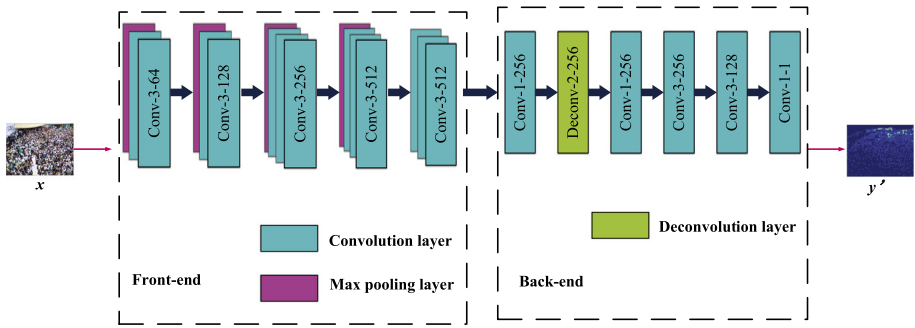 Conv-3-64
Conv-3-128
Conv-3-256
Conv-3-512
Conv-3-512
Conv-1-256
Deconv-2-256
Conv-1-256
Conv-3-256
Conv-3-128
Conv-1-1
x
y’
Convolution layer
Max pooling layer
Front-end
Deconvolution layer
Back-end